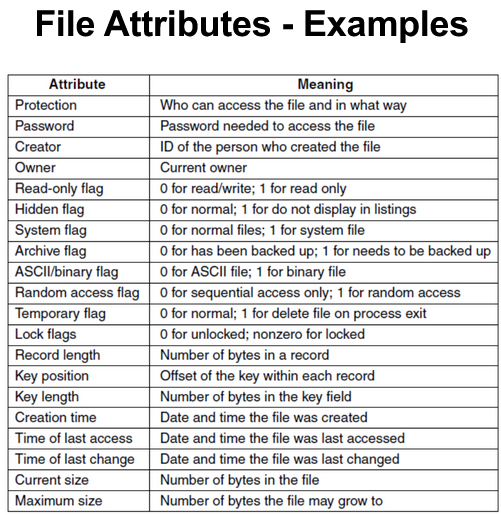 File Attributes - Examples
Attribute Meaning
Protection Who can access the file and in what way
Password Password needed to access the file
Creator ID of the person who created the file
Owner Current owner
Read-only flag 0 for read/write; 1 for read only
Hidden flag 0 for normal; 1 for do not display in listings
System flag 0 for normal files; 1 for system file
Archive flag 0 for has been backed up; 1 for needs to be backed up
ASCII/binary flag 0 for ASCII file; 1 for binary file
Random access flag 0 for sequential access only; 1 for random access
Temporary flag 0 for normal; 1 for delete file on process exit
Lock flags 0 for unlocked; nonzero for locked
Record length Number of bytes in a record
Key position Offset of the key within each record
Key length Number of bytes in the key field
Creation time Date and time the file was created
Time of last access Date and time the file was last accessed
Time of last change Date and time the file was last changed
Current size Number of bytes in the file
Maximum size Number of bytes the file may grow to